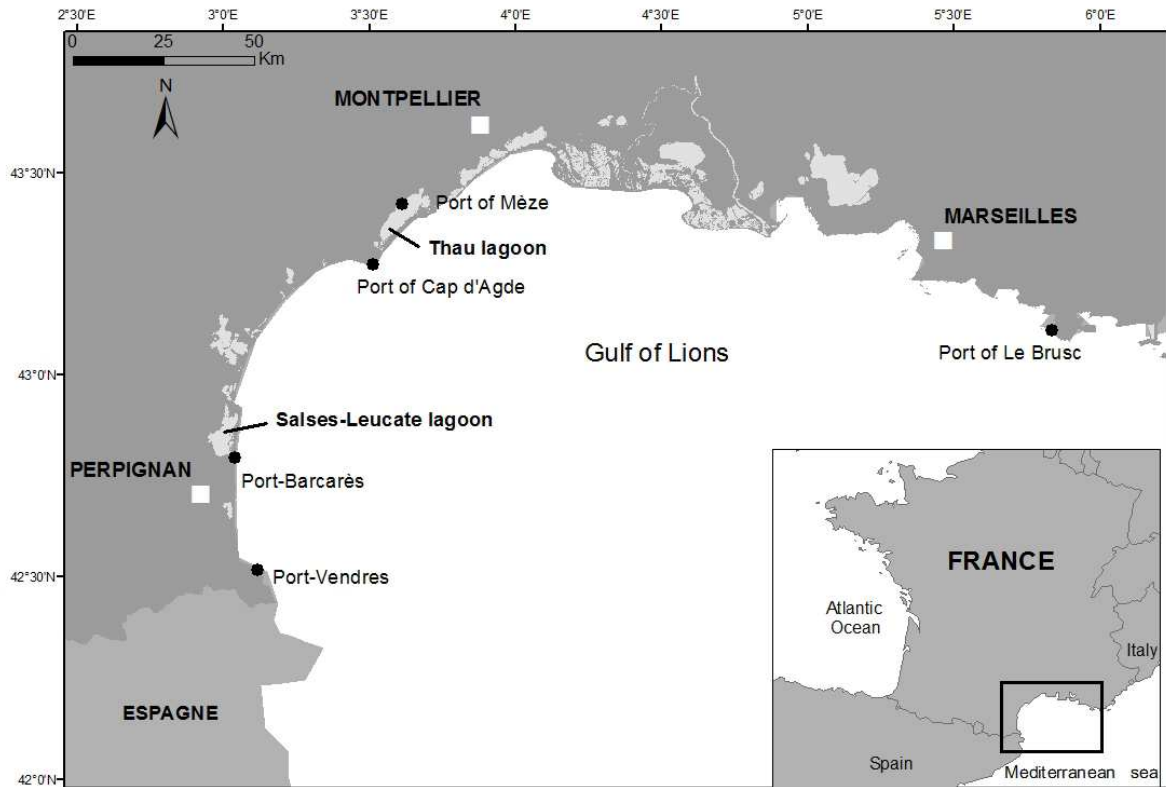 2°30'E 3°0'E 3°30'E 4°0'E 4°30'E 5°0'E 5°30'E 6°0'E
0 25 50
Km
N
MONTPELLIER
43°30'N
Port of Mèze
MARSEILLES
Thau lagoon
Port of Cap d'Agde
Gulf of Lions
Port of Le Brusc
43°0'N
Salses-Leucate lagoon
PERPIGNAN
Port-Barcarès
42°30'N
Port-Vendres
ESPAGNE
42°0'N
FRANCE
Atlantic
Ocean
Italy
Spain
Mediterranean sea